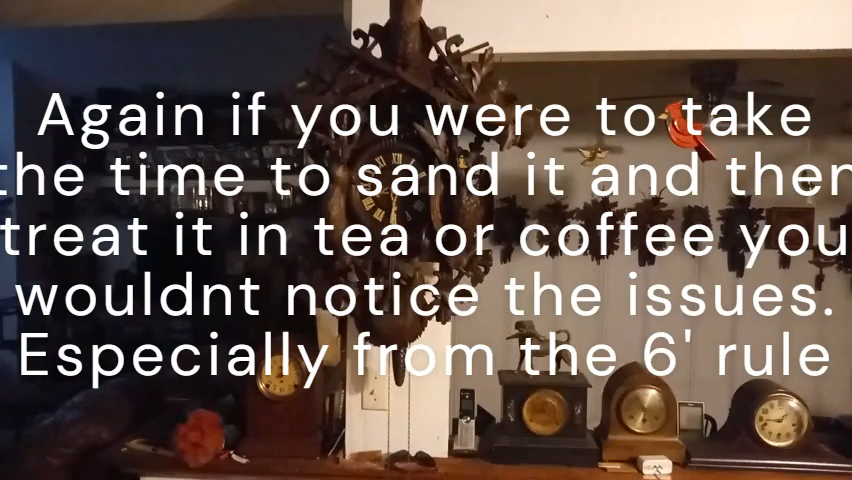 Again if you were to take
the time to sand it and then
treat it in tea or coffee you
wouldnt notice the issues.
Especially from the 6' rule